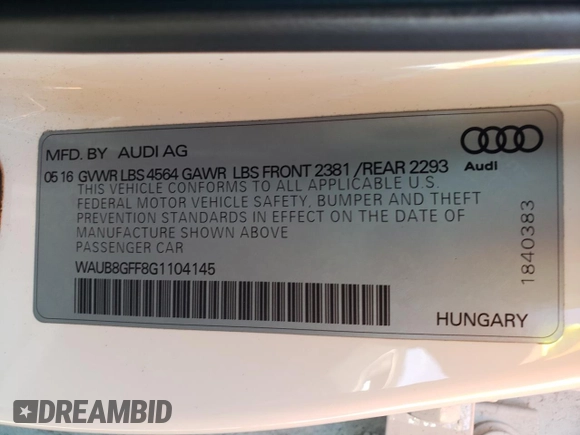 MFD. BY AUDI AG
Audi
05 16 GVWR LBS 4564 GAWR LBS FRONT 2381 /REAR 2293
THIS VEHICLE CONFORMS TO ALL APPLICABLE U.S.
FEDERAL MOTOR VEHICLE SAFETY, BUMPER AND THEFT
PREVENTION STANDARDS IN EFFECT ON THE DATE OF
MANUFACTURE SHOWN ABOVE
PASSENGER CAR
WAUB8GFF8G1104145
1840383
HUNGARY
DREAMBID